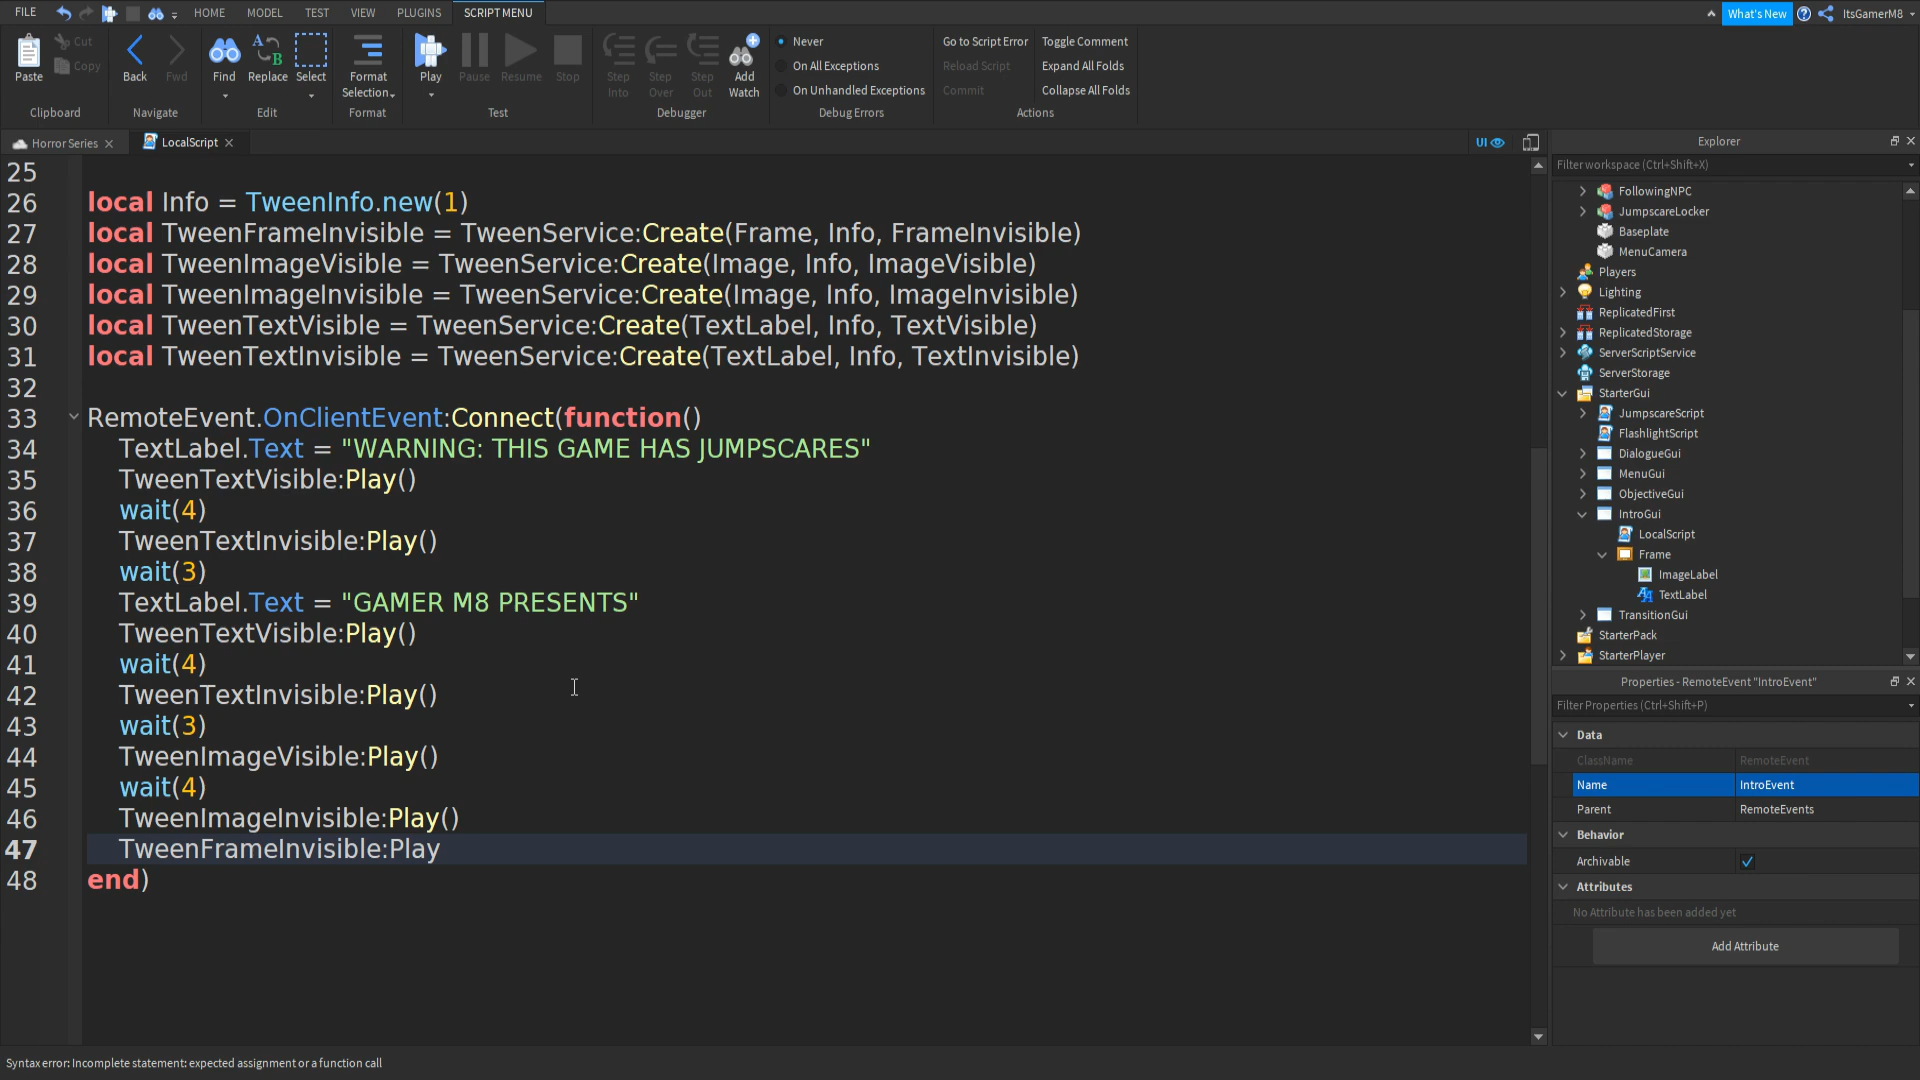 FILE HOME MODEL TEST VIEW PLUGINS SCRIPT MENU What's New ItsGamerM8
Cut
Copy
Paste
Clipboard
Back Fwd
Navigate
Find Replace Select
Edit
Format
Selection
Format
Play Pause Resume Stop
Test
Step
Into
Step
Over
Step
Out
Add
Watch
Debugger
Never
On All Exceptions
On Unhandled Exceptions
Debug Errors
Go to Script Error Toggle Comment
Reload Script Expand All Folds
Commit Collapse All Folds
Actions
Horror Series LocalScript UI
25
26 local Info = TweenInfo.new(1)
27 local TweenFrameInvisible = TweenService:Create(Frame, Info, FrameInvisible)
28 local TweenImageVisible = TweenService:Create(Image, Info, ImageVisible)
29 local TweenImageInvisible = TweenService:Create(Image, Info, ImageInvisible)
30 local TweenTextVisible = TweenService:Create(TextLabel, Info, TextVisible)
31 local TweenTextInvisible = TweenService:Create(TextLabel, Info, TextInvisible)
32
33 RemoteEvent.OnClientEvent:Connect(function()
34 TextLabel.Text = "WARNING: THIS GAME HAS JUMPSCARES"
35 TweenTextVisible:Play()
36 wait(4)
37 TweenTextInvisible:Play()
38 wait(3)
39 TextLabel.Text = "GAMER M8 PRESENTS"
40 TweenTextVisible:Play()
41 wait(4)
42 TweenTextInvisible:Play()
43 wait(3)
44 TweenImageVisible:Play()
45 wait(4)
46 TweenImageInvisible:Play()
47 TweenFrameInvisible:Play
48 end)
Explorer
Filter workspace (Ctrl+Shift+X)
FollowingNPC
JumpscareLocker
Baseplate
MenuCamera
Players
Lighting
ReplicatedFirst
ReplicatedStorage
ServerScriptService
ServerStorage
StarterGui
JumpscareScript
FlashlightScript
DialogueGui
MenuGui
ObjectiveGui
IntroGui
LocalScript
Frame
ImageLabel
TextLabel
TransitionGui
StarterPack
StarterPlayer
Properties - RemoteEvent "IntroEvent"
Filter Properties (Ctrl+Shift+P)
Data
ClassName RemoteEvent
Name IntroEvent
Parent RemoteEvents
Behavior
Archivable
Attributes
No Attribute has been added yet
Add Attribute
Syntax error: Incomplete statement: expected assignment or a function call